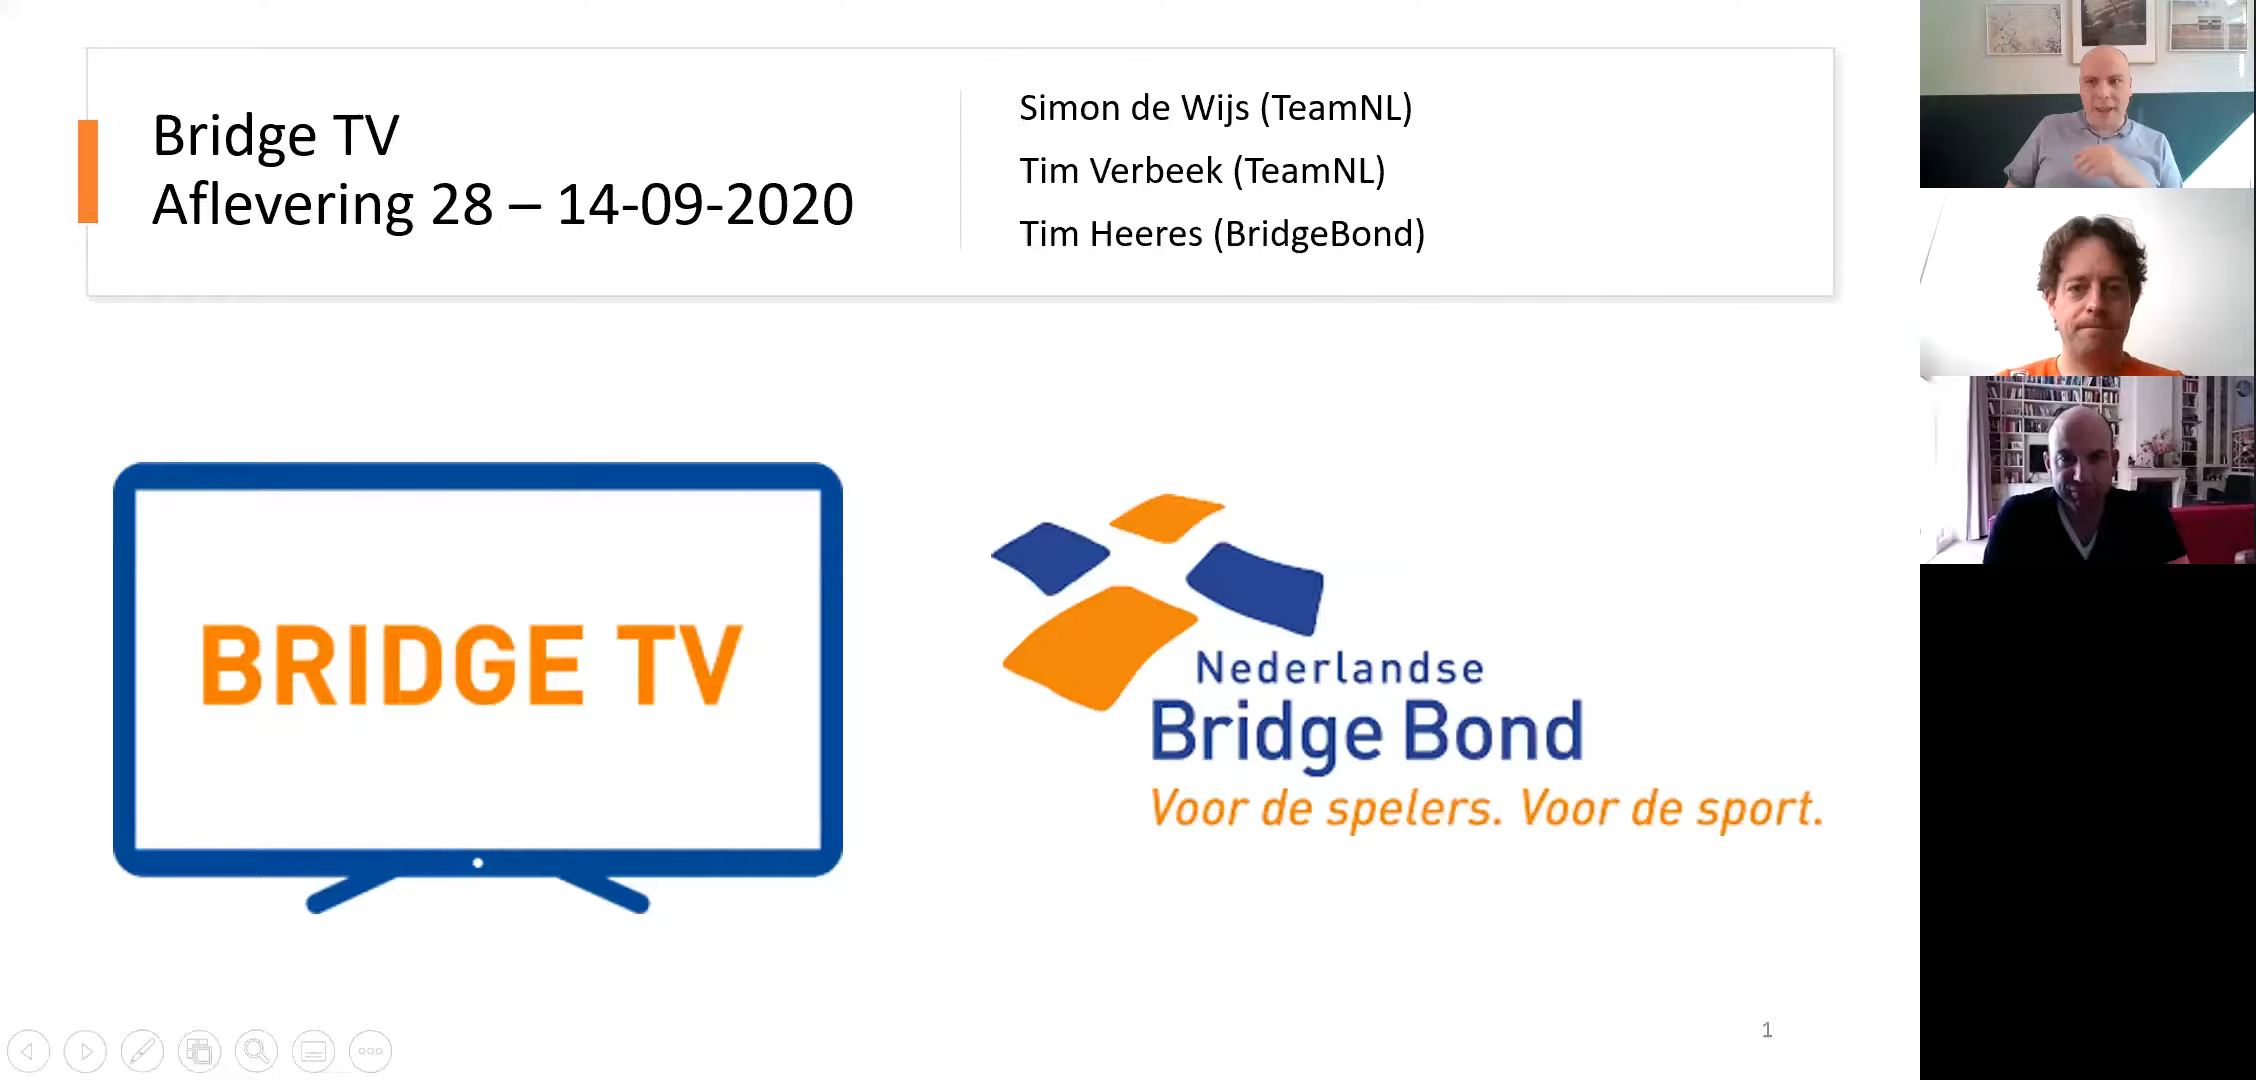 Bridge TV
Aflevering 28 – 14-09-2020
Simon de Wijs (TeamNL)
Tim Verbeek (TeamNL)
Tim Heeres (BridgeBond)
BRIDGE TV
Nederlandse
Bridge Bond
Voor de spelers. Voor de sport.
1